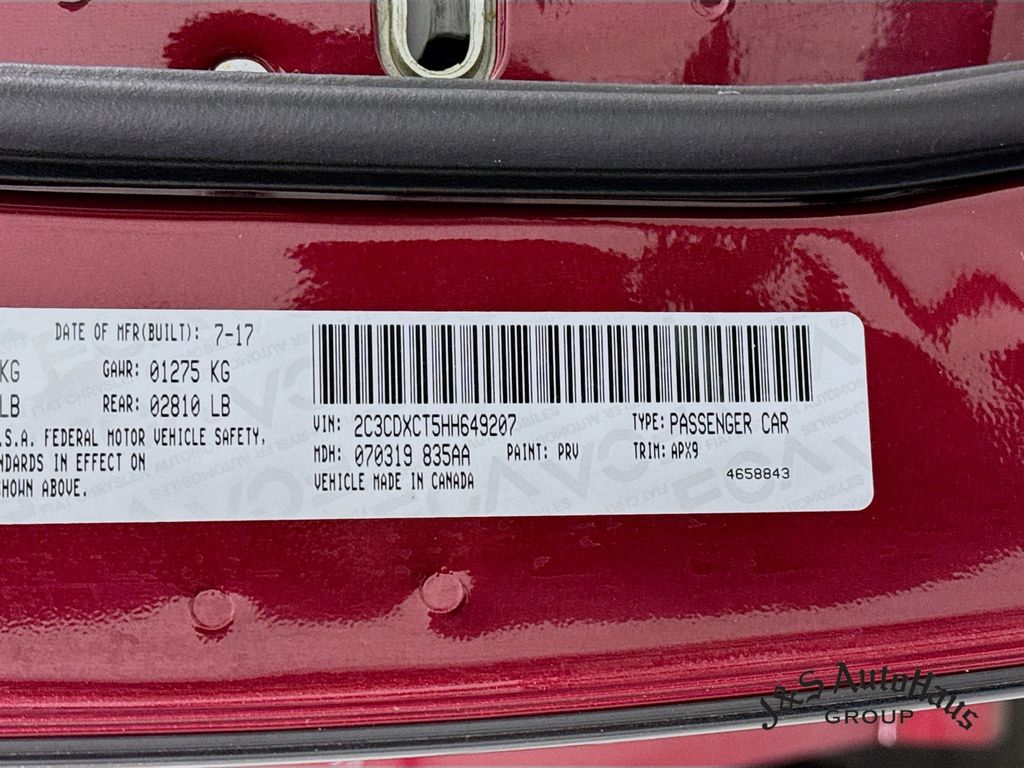 DATE OF MFR(BUILT): 7-17
KG GAWR: 01275 KG
LB REAR: 02810 LB
.S.A. FEDERAL MOTOR VEHICLE SAFETY,
NDARDS IN EFFECT ON
SHOWN ABOVE.
VIN: 2C3CDXCT5HH649207 TYPE: PASSENGER CAR
MDH: 070319 835AA PAINT: PRV TRIM: APX9
VEHICLE MADE IN CANADA 4658843
J&S AutoHaus
GROUP